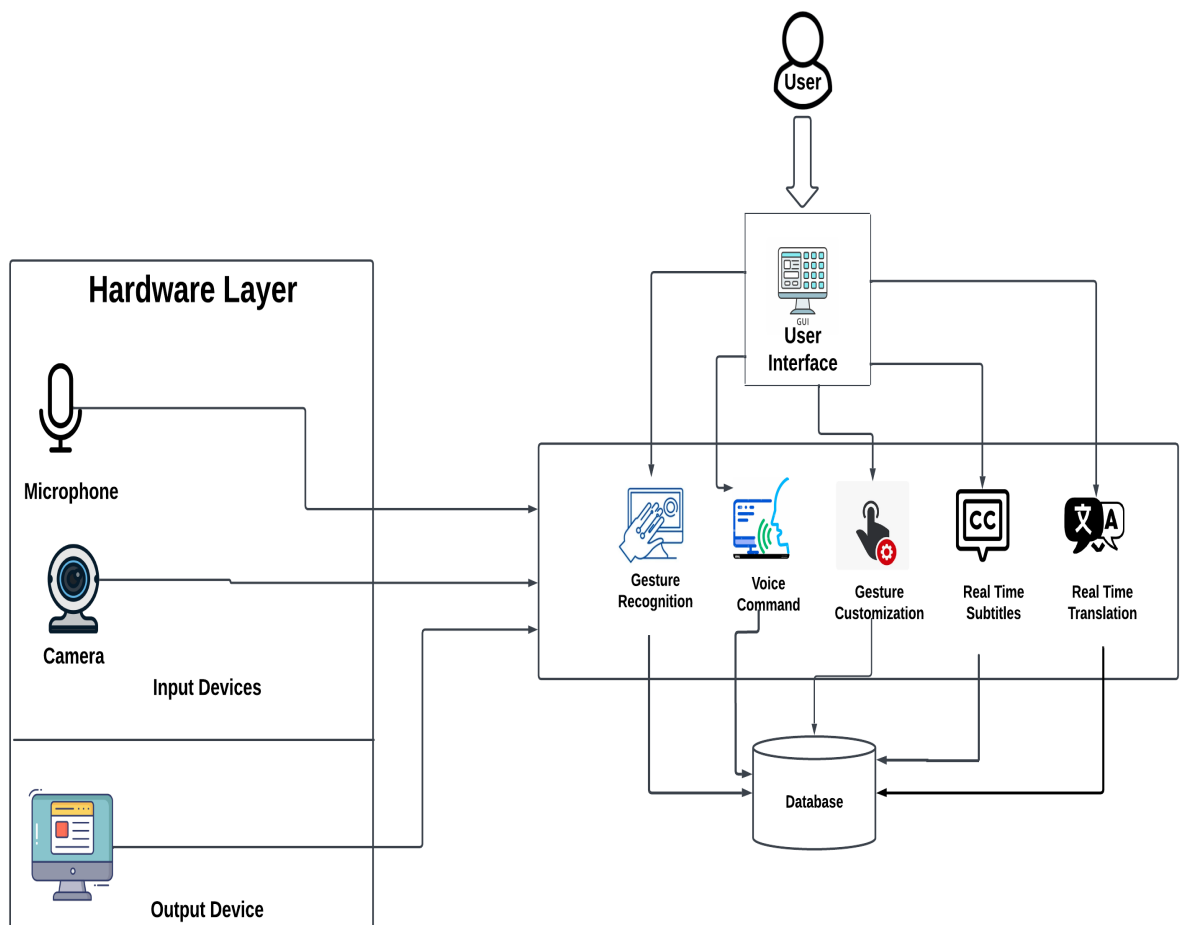 User
GUI
User
Interface
Hardware Layer
Microphone
Camera
Input Devices
Output Device
CC
文 A
Gesture
Recognition
Voice
Command
Gesture
Customization
Real Time
Subtitles
Real Time
Translation
Database